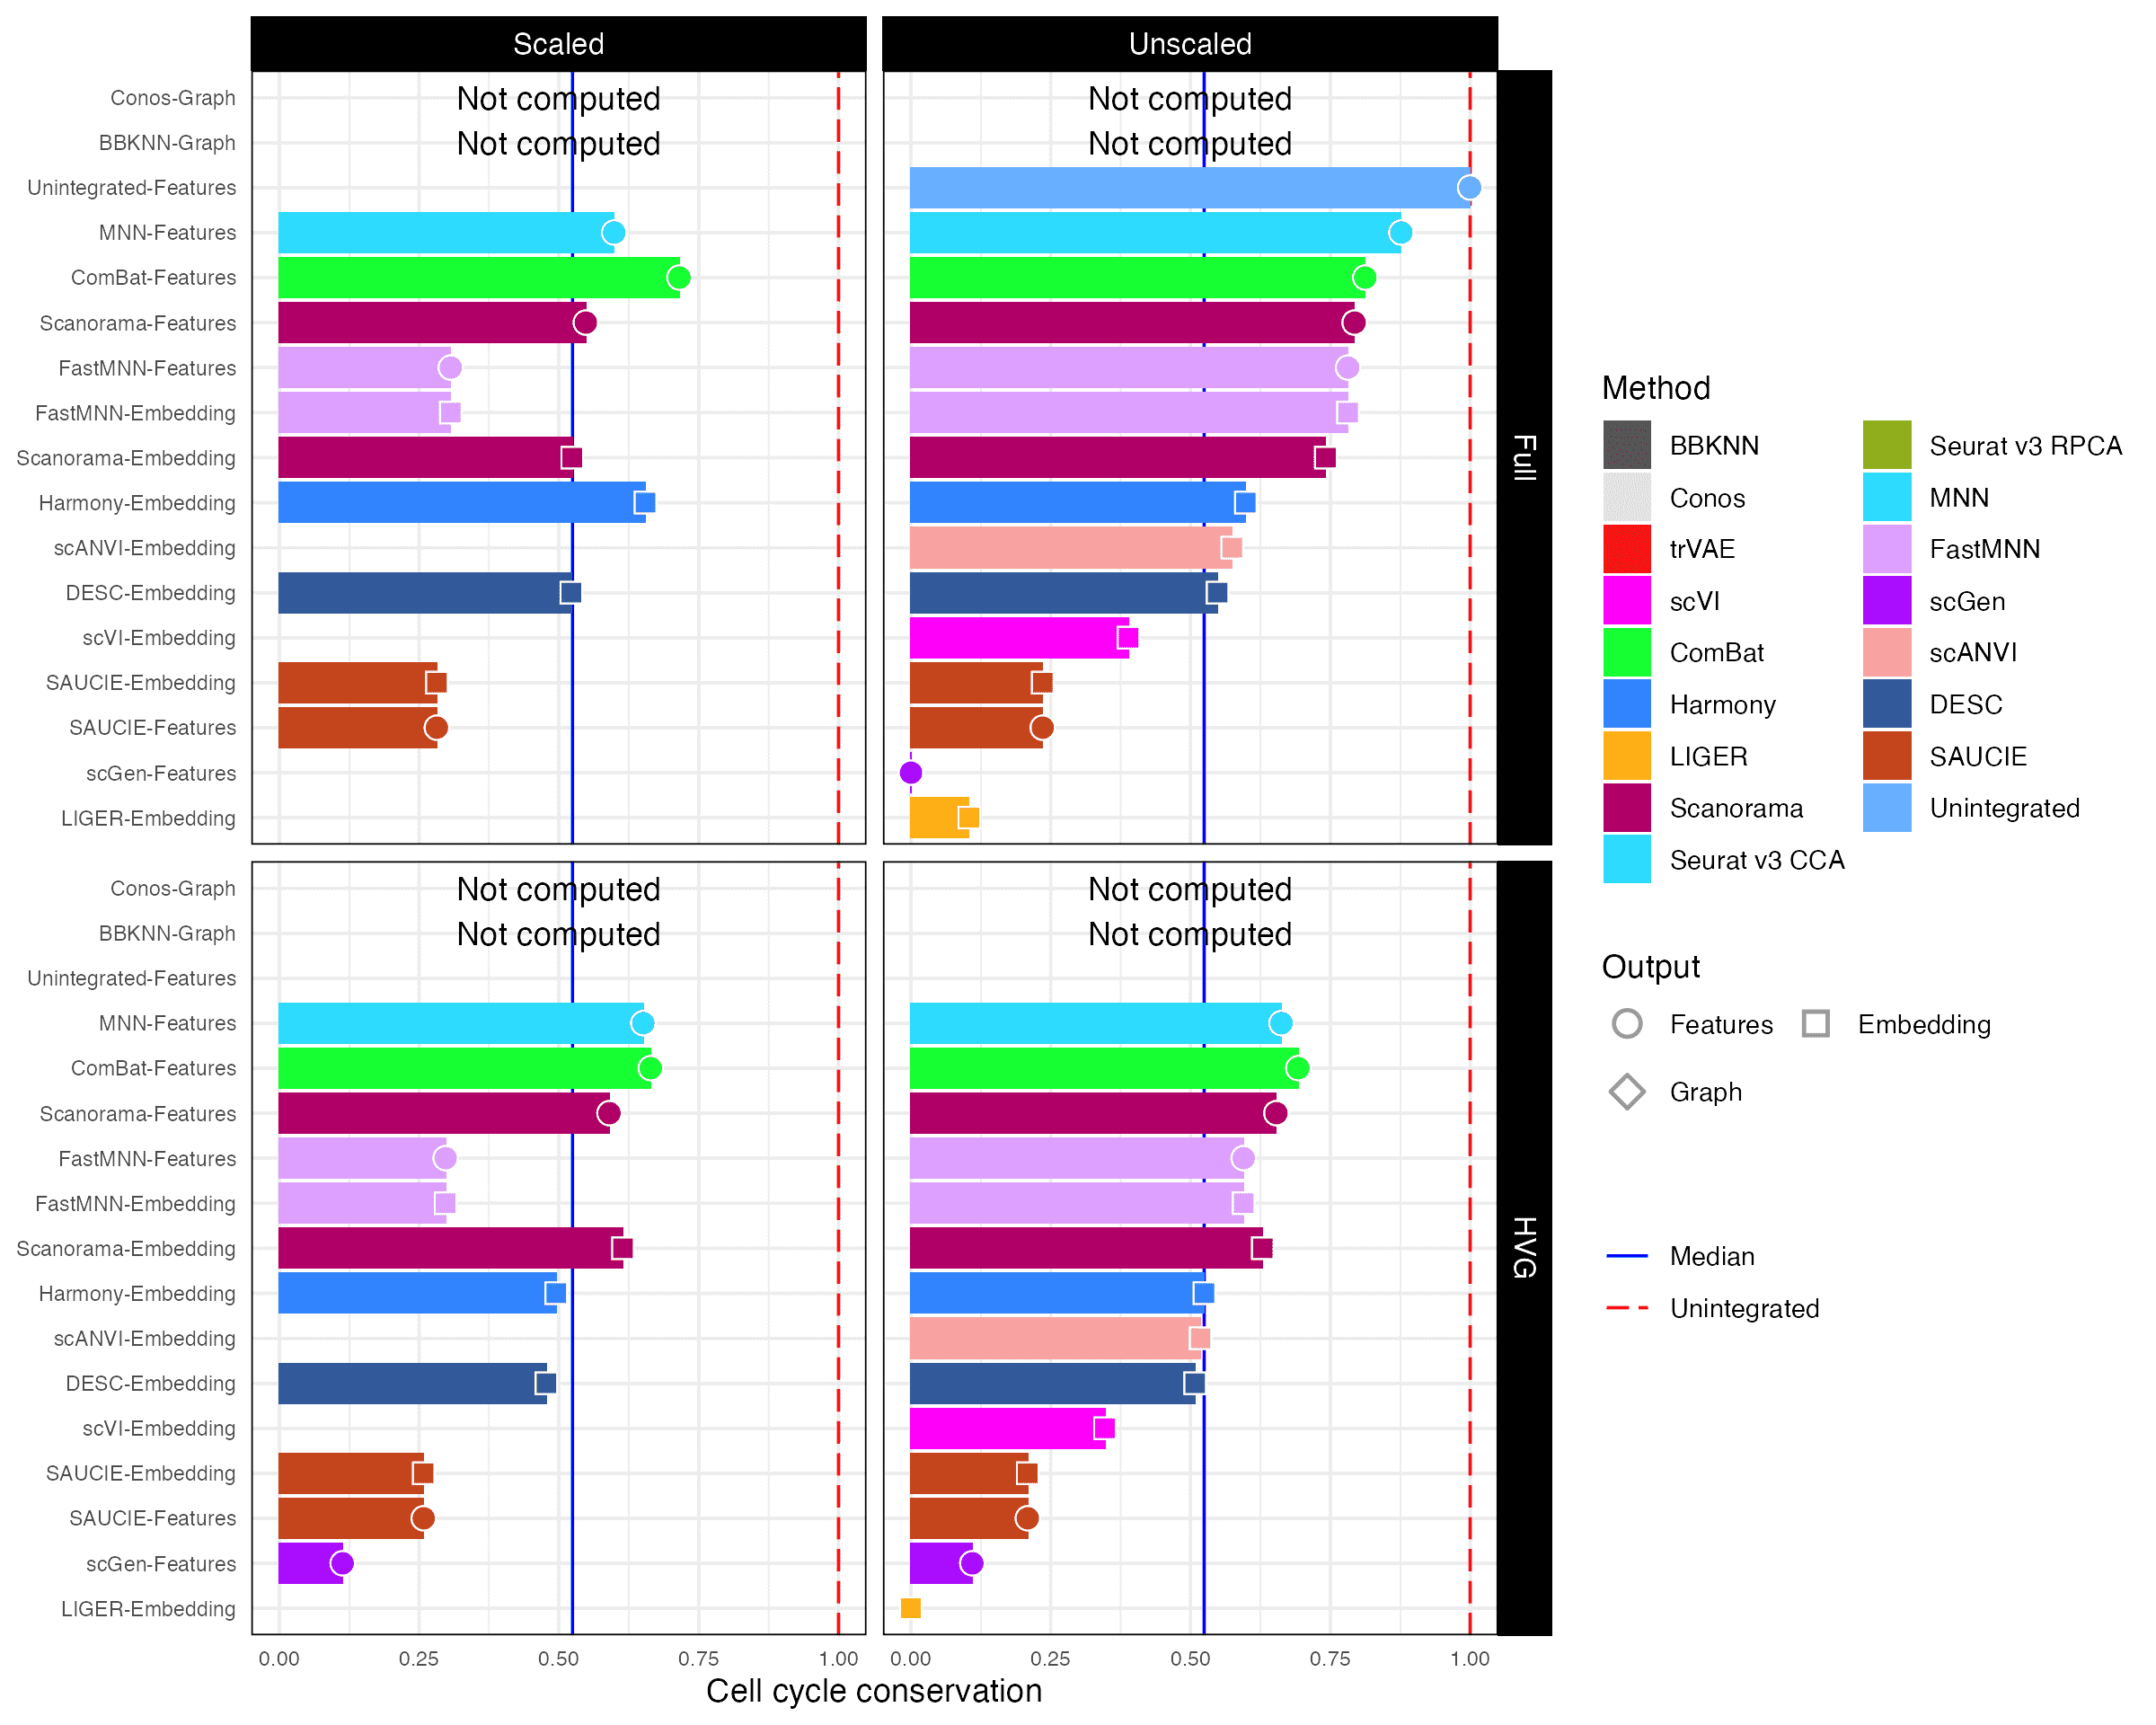 Scaled
Unscaled
Conos-Graph
BBKNN-Graph
Unintegrated-Features
MNN-Features
ComBat-Features
Scanorama-Features
FastMNN-Features
FastMNN-Embedding
Scanorama-Embedding
Harmony-Embedding
scANVI-Embedding
DESC-Embedding
scVI-Embedding
SAUCIE-Embedding
SAUCIE-Features
scGen-Features
LIGER-Embedding
Not computed
Not computed
Not computed
Not computed
Full
Conos-Graph
BBKNN-Graph
Unintegrated-Features
MNN-Features
ComBat-Features
Scanorama-Features
FastMNN-Features
FastMNN-Embedding
Scanorama-Embedding
Harmony-Embedding
scANVI-Embedding
DESC-Embedding
scVI-Embedding
SAUCIE-Embedding
SAUCIE-Features
scGen-Features
LIGER-Embedding
Not computed
Not computed
Not computed
Not computed
HVG
0.00 0.25 0.50 0.75 1.00
0.00 0.25 0.50 0.75 1.00
Cell cycle conservation
Method
BBKNN
Conos
trVAE
scVI
ComBat
Harmony
LIGER
Scanorama
Seurat v3 CCA
Seurat v3 RPCA
MNN
FastMNN
scGen
scANVI
DESC
SAUCIE
Unintegrated
Output
Features
Embedding
Graph
Median
Unintegrated